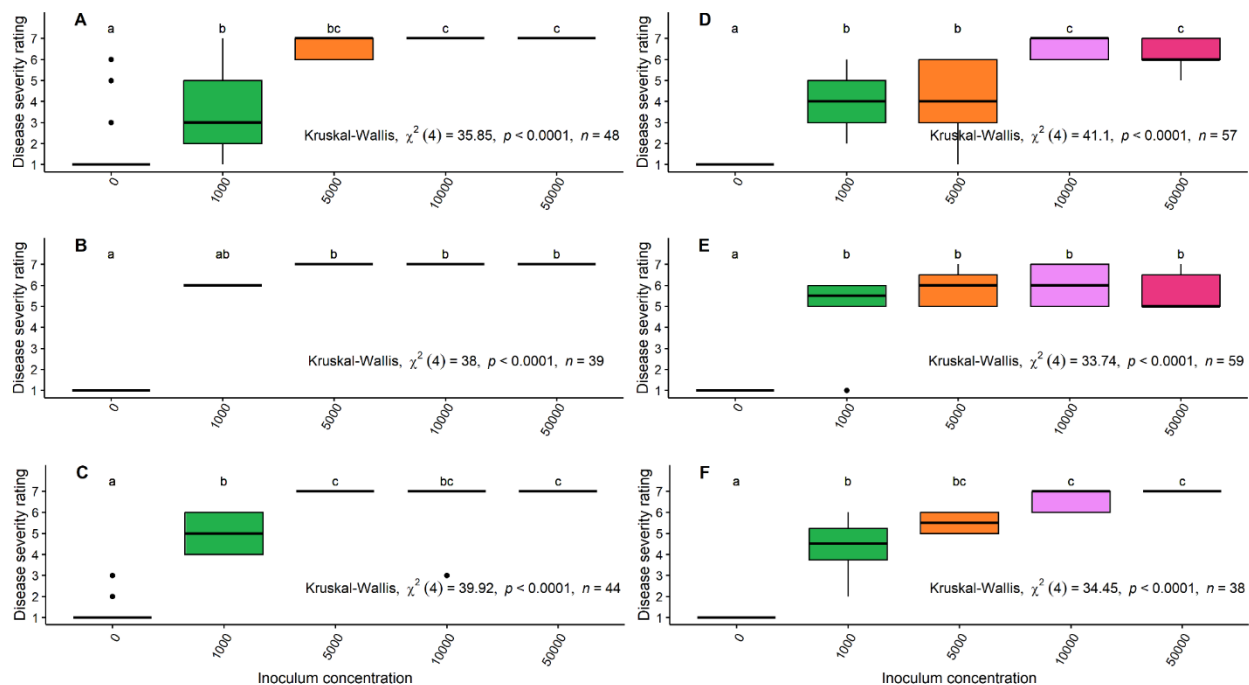 A
Disease severity rating
7
6
5
4
3
2
1
a
b
bc
c
c
Kruskal-Wallis, χ² (4) = 35.85, p < 0.0001, n = 48
0
1000
5000
10000
50000
D
Disease severity rating
7
6
5
4
3
2
1
a
b
b
c
c
Kruskal-Wallis, χ² (4) = 41.1, p < 0.0001, n = 57
0
1000
5000
10000
50000
B
Disease severity rating
7
6
5
4
3
2
1
a
ab
b
b
b
Kruskal-Wallis, χ² (4) = 38, p < 0.0001, n = 39
0
1000
5000
10000
50000
E
Disease severity rating
7
6
5
4
3
2
1
a
b
b
b
b
Kruskal-Wallis, χ² (4) = 33.74, p < 0.0001, n = 59
0
1000
5000
10000
50000
C
Disease severity rating
7
6
5
4
3
2
1
a
b
c
bc
c
Kruskal-Wallis, χ² (4) = 39.92, p < 0.0001, n = 44
0
1000
5000
10000
50000
Inoculum concentration
F
Disease severity rating
7
6
5
4
3
2
1
a
b
bc
c
c
Kruskal-Wallis, χ² (4) = 34.45, p < 0.0001, n = 38
0
1000
5000
10000
50000
Inoculum concentration